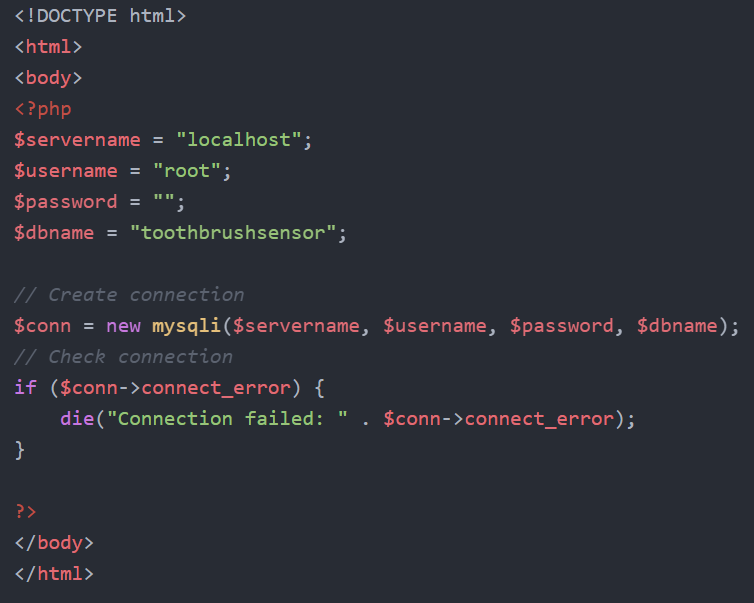 <!DOCTYPE html>
<html>
<body>
<?php
$servername = "localhost";
$username = "root";
$password = "";
$dbname = "toothbrushsensor";

// Create connection
$conn = new mysqli($servername, $username, $password, $dbname);
// Check connection
if ($conn->connect_error) {
    die("Connection failed: " . $conn->connect_error);
}

?>
</body>
</html>